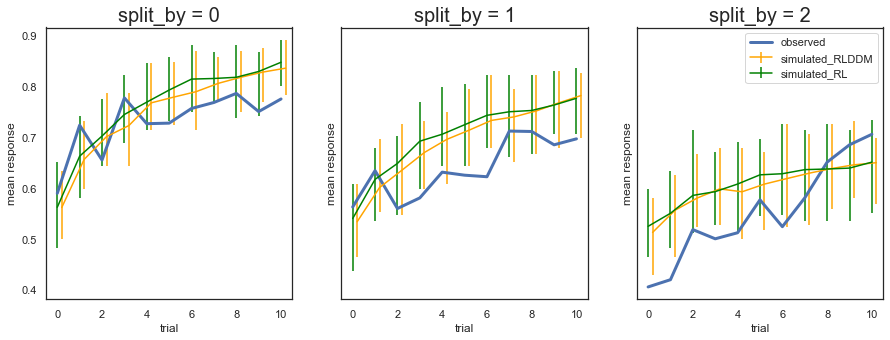 split_by = 0
split_by = 1
split_by = 2
0.9
0.8
0.7
0.6
0.5
0.4
mean response
mean response
mean response
observed
simulated_RLDDM
simulated_RL
0 2 4 6 8 10
0 2 4 6 8 10
0 2 4 6 8 10
trial
trial
trial